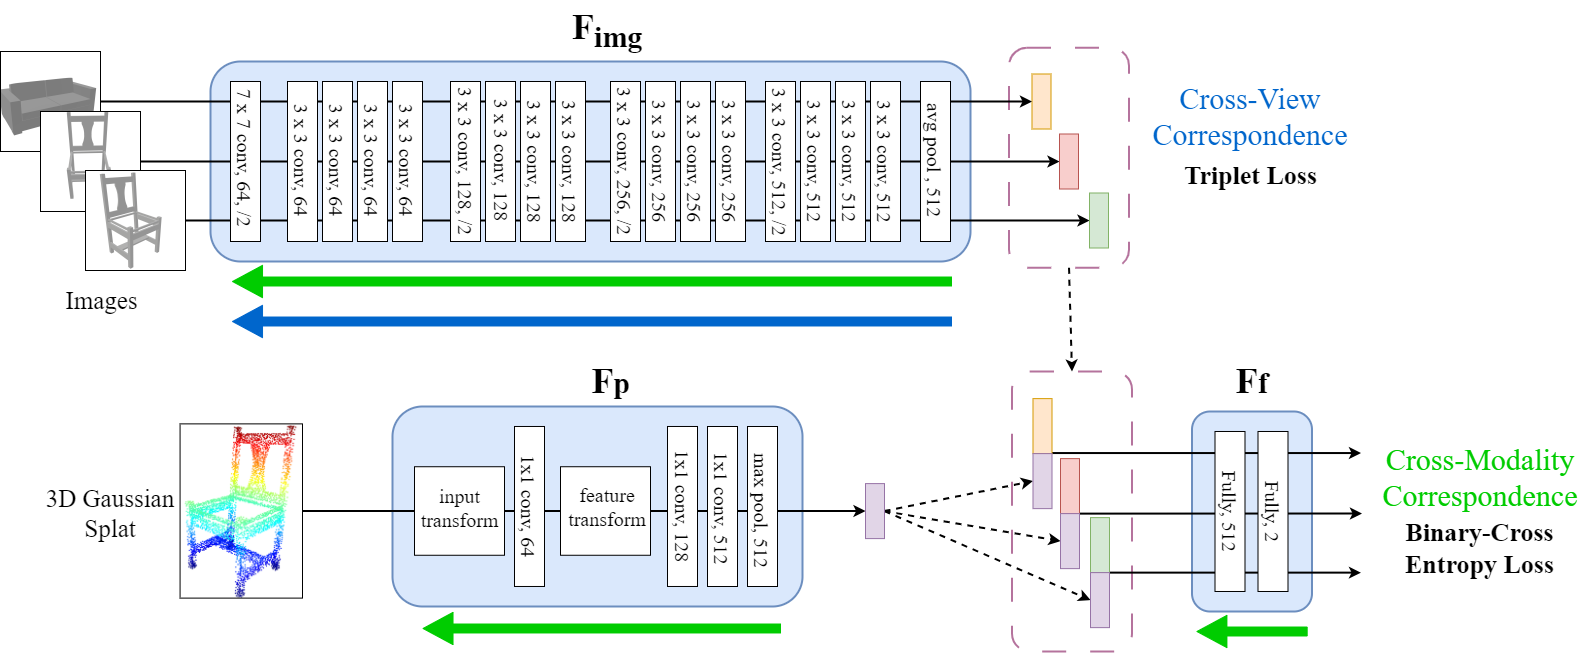 Fimg
7 x 7 conv, 64, /2
3 x 3 conv, 64
3 x 3 conv, 64
3 x 3 conv, 64
3 x 3 conv, 64
3 x 3 conv, 128, /2
3 x 3 conv, 128
3 x 3 conv, 128
3 x 3 conv, 128
3 x 3 conv, 256, /2
3 x 3 conv, 256
3 x 3 conv, 256
3 x 3 conv, 256
3 x 3 conv, 512, /2
3 x 3 conv, 512
3 x 3 conv, 512
3 x 3 conv, 512
avg pool , 512
Cross-View
Correspondence
Triplet Loss
Images
Fp
3D Gaussian
Splat
input
transform
1x1 conv, 64
feature
transform
1x1 conv, 128
1x1 conv, 512
max pool, 512
Ff
Fully, 512
Fully, 2
Cross-Modality
Correspondence
Binary-Cross
Entropy Loss